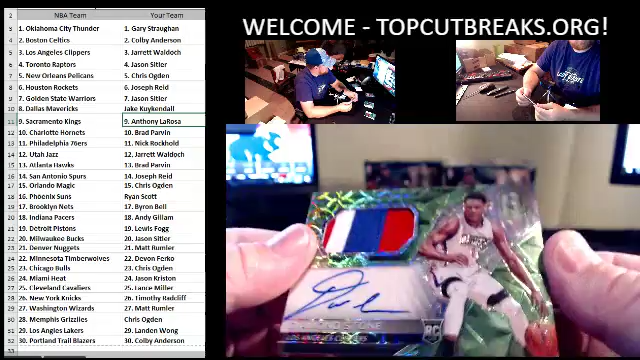 WELCOME - TOPCUTBREAKS.ORG!
NBA Team Your Team
1. Oklahoma City Thunder 1. Gary Straughan
2. Boston Celtics 2. Colby Anderson
3. Los Angeles Clippers 3. Jarrett Waldoch
4. Toronto Raptors 4. Jason Sitler
5. New Orleans Pelicans 5. Chris Ogden
6. Houston Rockets 6. Joseph Reid
7. Golden State Warriors 7. Jason Sitler
8. Dallas Mavericks Jake Kuykendall
9. Sacramento Kings 9. Anthony LaRosa
10. Charlotte Hornets 10. Brad Parvin
11. Philadelphia 76ers 11. Nick Rockhold
12. Utah Jazz 12. Jarrett Waldoch
13. Atlanta Hawks 13. Brad Parvin
14. San Antonio Spurs 14. Joseph Reid
15. Orlando Magic 15. Chris Ogden
16. Phoenix Suns Ryan Scott
17. Brooklyn Nets 17. Byron Bell
18. Indiana Pacers 18. Andy Gillam
19. Detroit Pistons 19. Lewis Fogg
20. Milwaukee Bucks 20. Jason Sitler
21. Denver Nuggets 21. Matt Rumler
22. Minnesota Timberwolves 22. Devon Ferko
23. Chicago Bulls 23. Chris Ogden
24. Miami Heat 24. Jason Kriston
25. Cleveland Cavaliers 25. Lance Miller
26. New York Knicks 26. Timothy Radcliff
27. Washington Wizards 27. Matt Rumler
28. Memphis Grizzlies Chris Ogden
29. Los Angles Lakers 29. Landen Wong
30. Portland Trail Blazers 30. Colby Anderson
RC